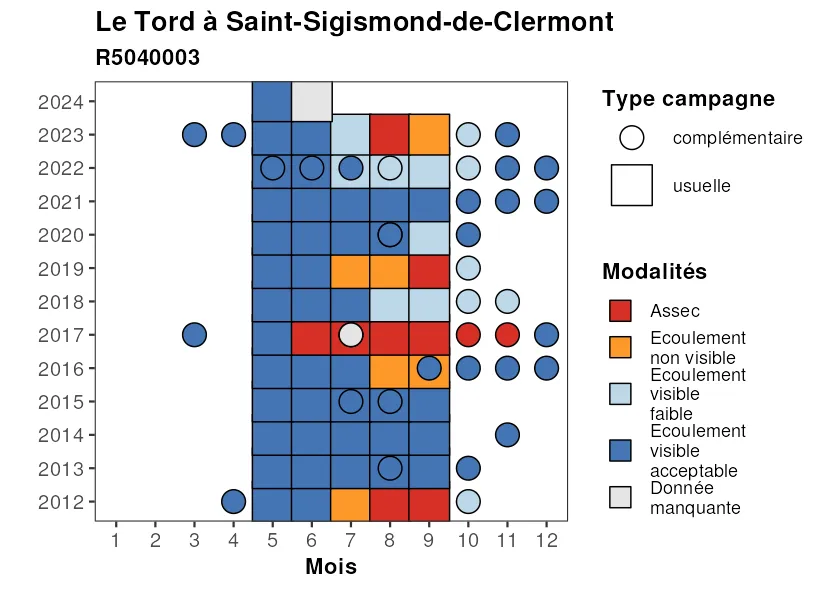 Le Tord à Saint-Sigismond-de-Clermont
R5040003
2024
2023
2022
2021
2020
2019
2018
2017
2016
2015
2014
2013
2012
1 2 3 4 5 6 7 8 9 10 11 12
Mois
Type campagne
complémentaire
usuelle
Modalités
Assec
Ecoulement
non visible
Ecoulement
visible
faible
Ecoulement
visible
acceptable
Donnée
manquante